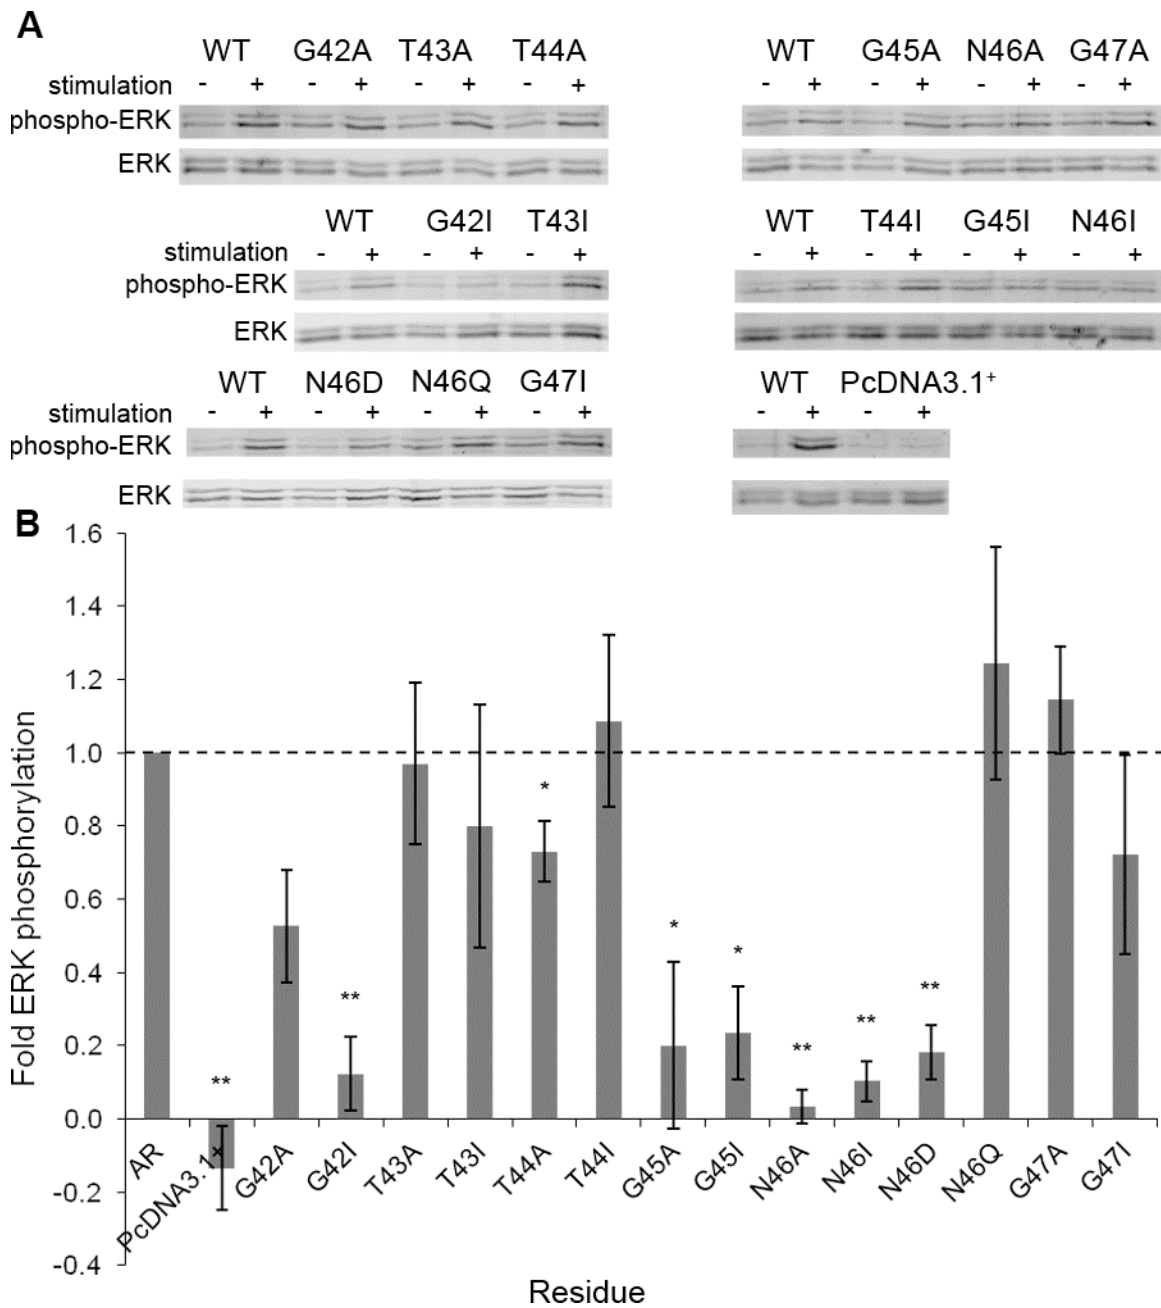 A
WT G42A T43A T44A
stimulation - + - + - + - +
phospho-ERK
ERK
WT G45A N46A G47A
- + - + - + - +
WT G42I T43I
stimulation - + - + - +
phospho-ERK
ERK
WT T44I G45I N46I
- + - + - + - +
WT N46D N46Q G47I
stimulation - + - + - + - +
phospho-ERK
ERK
WT PcDNA3.1+
- + - +
B
Fold ERK phosphorylation
1.6
1.4
1.2
1.0
0.8
0.6
0.4
0.2
0.0
-0.2
-0.4
**
**
*
*
*
**
**
**
AR PcDNA3.1+ G42A G42I T43A T43I T44A T44I G45A G45I N46A N46I N46D N46Q G47A G47I
Residue